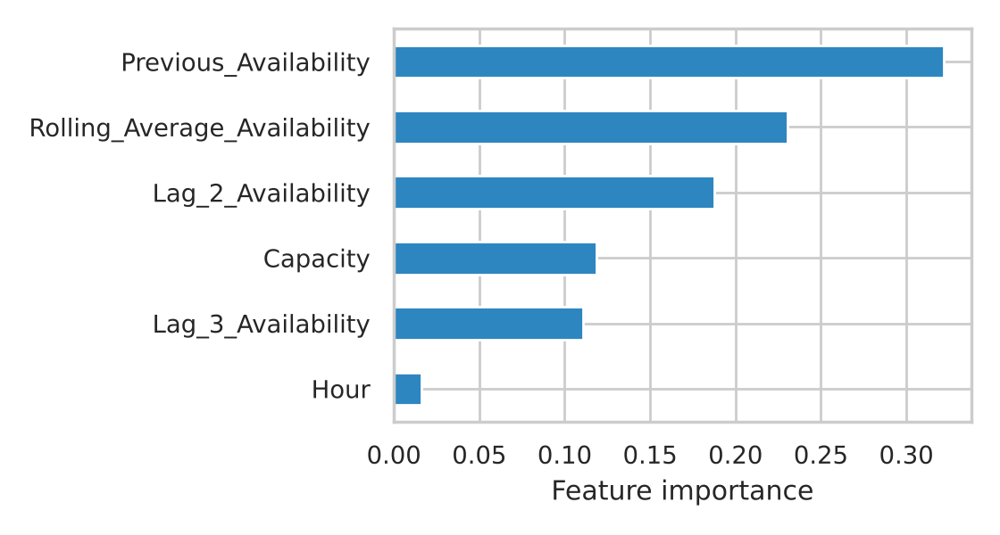 Previous_Availability
Rolling_Average_Availability
Lag_2_Availability
Capacity
Lag_3_Availability
Hour
0.00 0.05 0.10 0.15 0.20 0.25 0.30
Feature importance